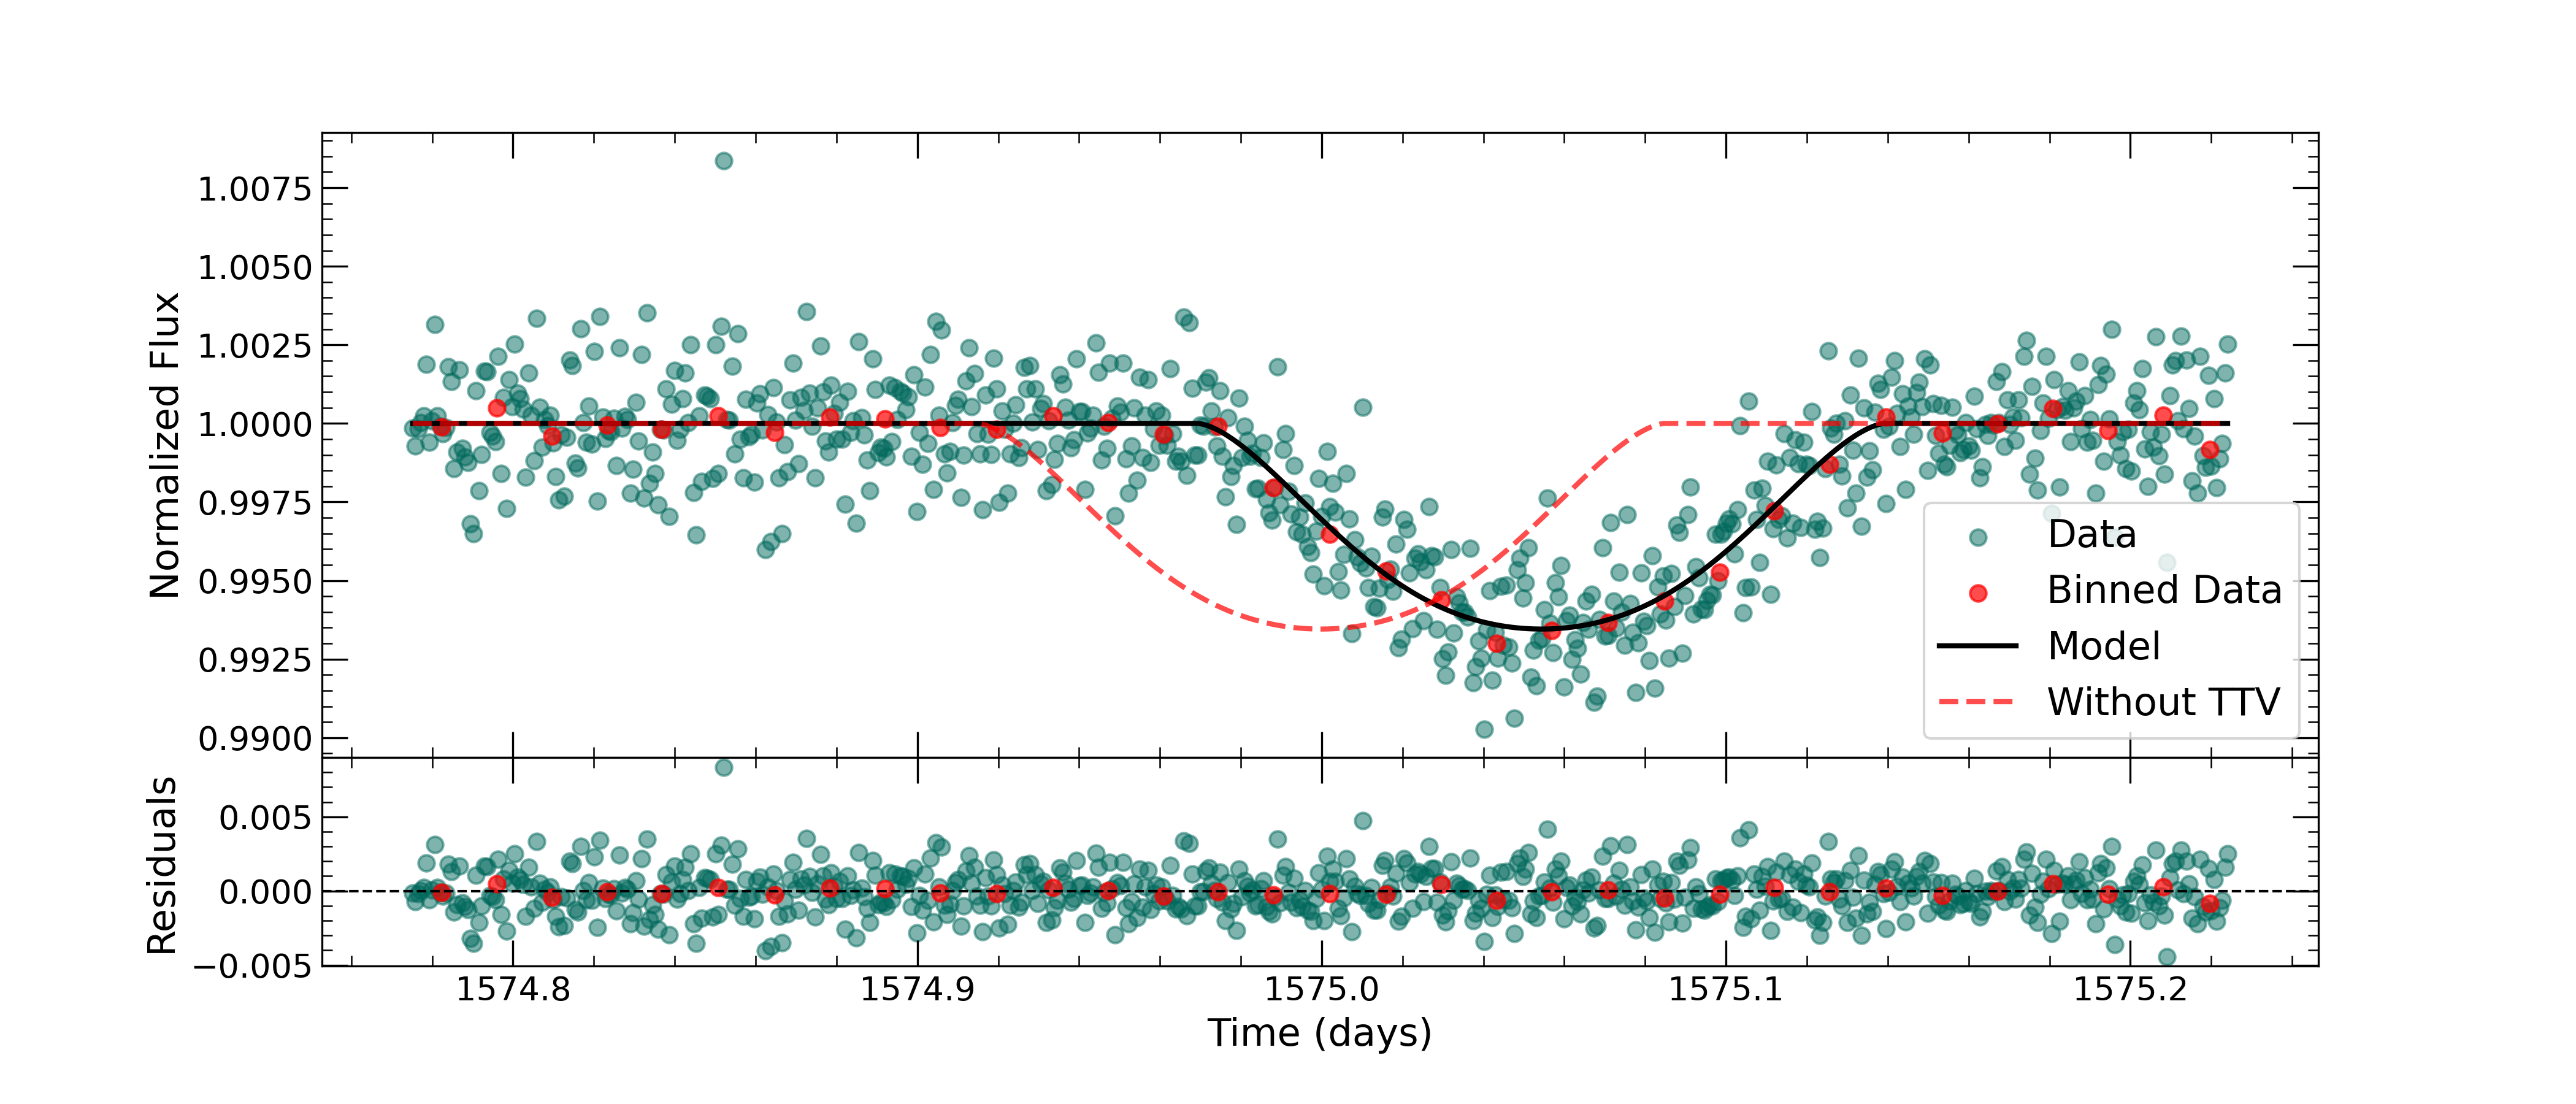 Normalized Flux
1.0075
1.0050
1.0025
1.0000
0.9975
0.9950
0.9925
0.9900
Data
Binned Data
Model
Without TTV
Residuals
0.005
0.000
−0.005
1574.8 1574.9 1575.0 1575.1 1575.2
Time (days)